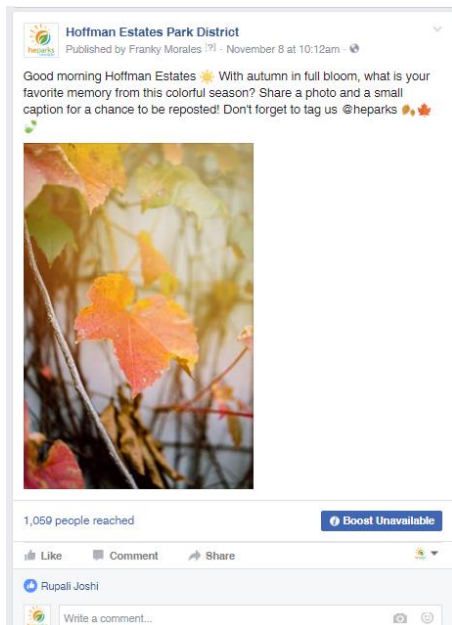 Hoffman Estates Park District
Published by Franky Morales [?] · November 8 at 10:12am ·
Good morning Hoffman Estates ☀️ With autumn in full bloom, what is your
favorite memory from this colorful season? Share a photo and a small
caption for a chance to be reposted! Don't forget to tag us @heparks 🍂🍁
🍃
heparks
1,059 people reached
Boost Unavailable
Like Comment Share
Rupali Joshi
Write a comment...